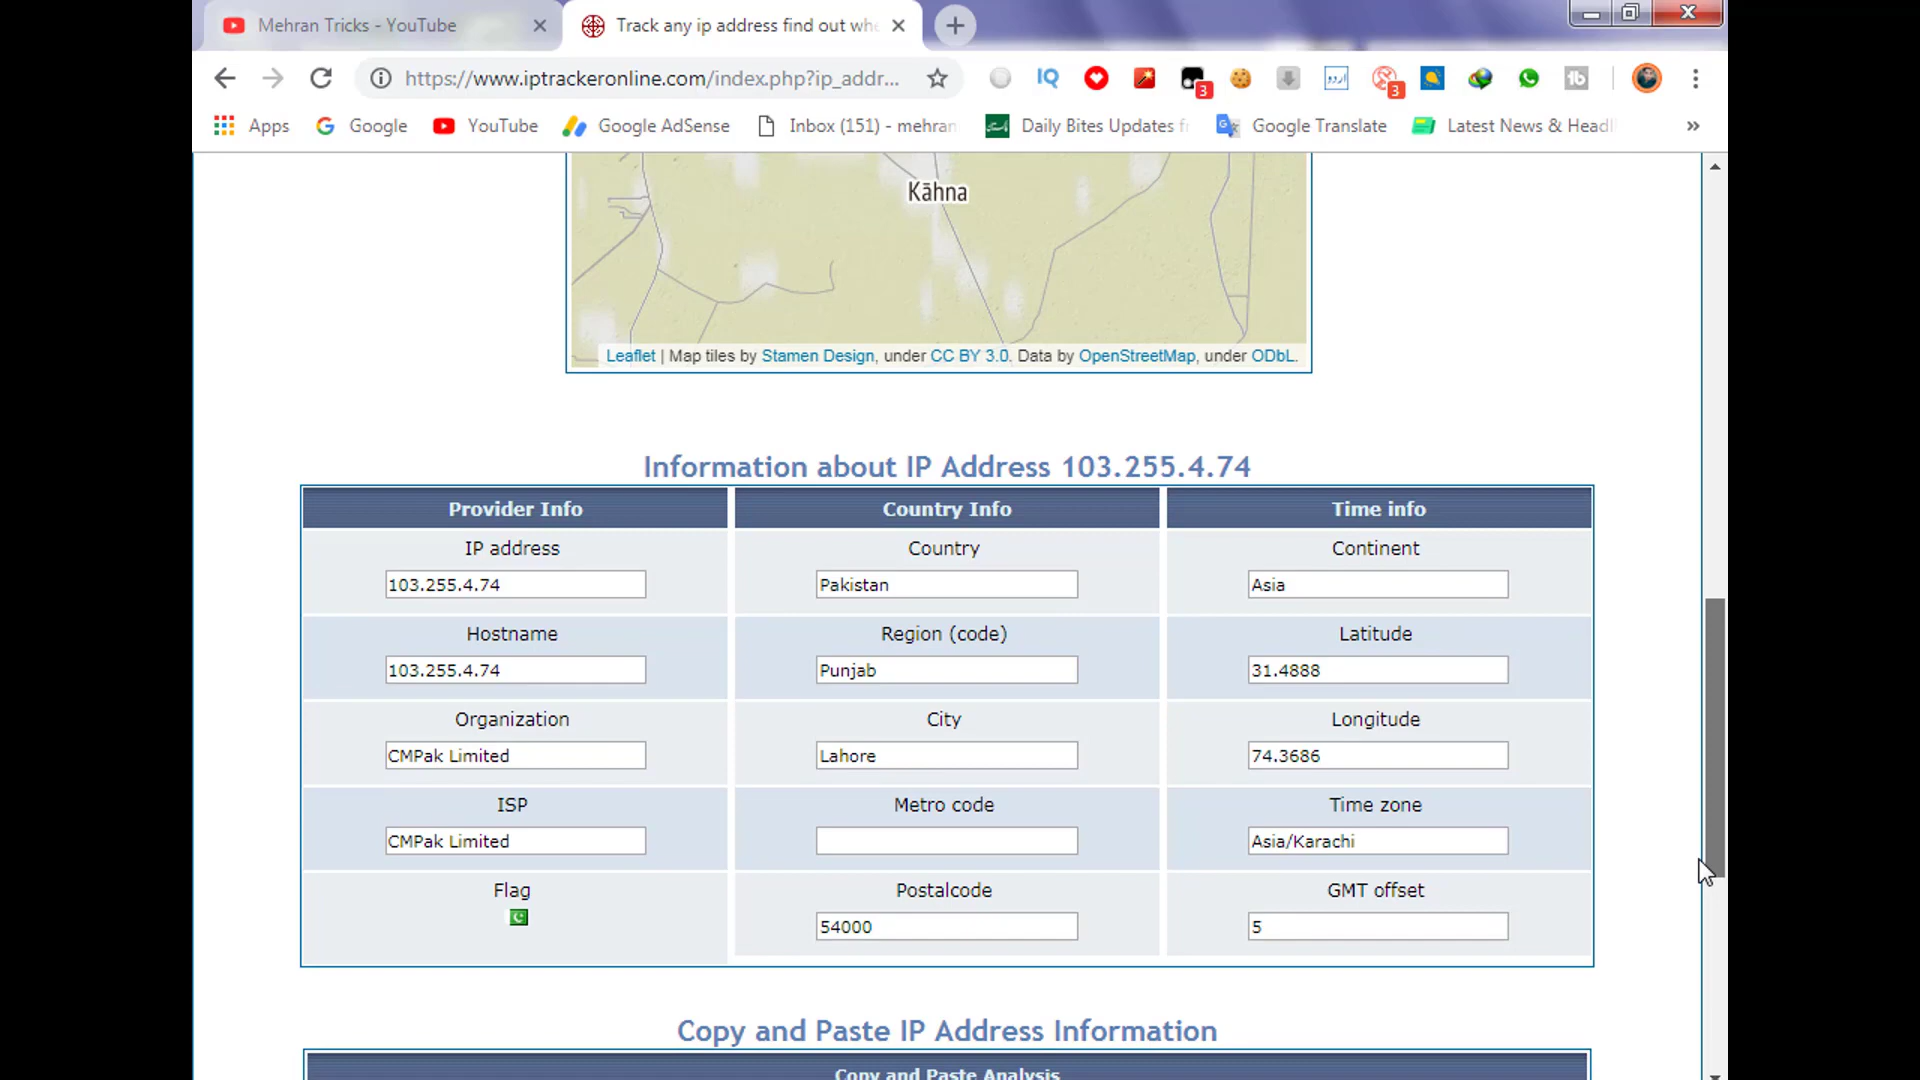 Mehran Tricks - YouTube
Track any ip address find out whe
https://www.iptrackeronline.com/index.php?ip_addr...
IQ
3
اردو
3
Apps
Google
YouTube
Google AdSense
Inbox (151) - mehran
Daily Bites Updates f
Google Translate
Latest News & Headl
»
Kāhna
Leaflet | Map tiles by Stamen Design, under CC BY 3.0. Data by OpenStreetMap, under ODbL.
Information about IP Address 103.255.4.74
Provider Info
Country Info
Time info
IP address
Country
Continent
103.255.4.74
Pakistan
Asia
Hostname
Region (code)
Latitude
103.255.4.74
Punjab
31.4888
Organization
City
Longitude
CMPak Limited
Lahore
74.3686
ISP
Metro code
Time zone
CMPak Limited
Asia/Karachi
Flag
Postalcode
GMT offset
54000
5
Copy and Paste IP Address Information
Copy and Paste Analysis